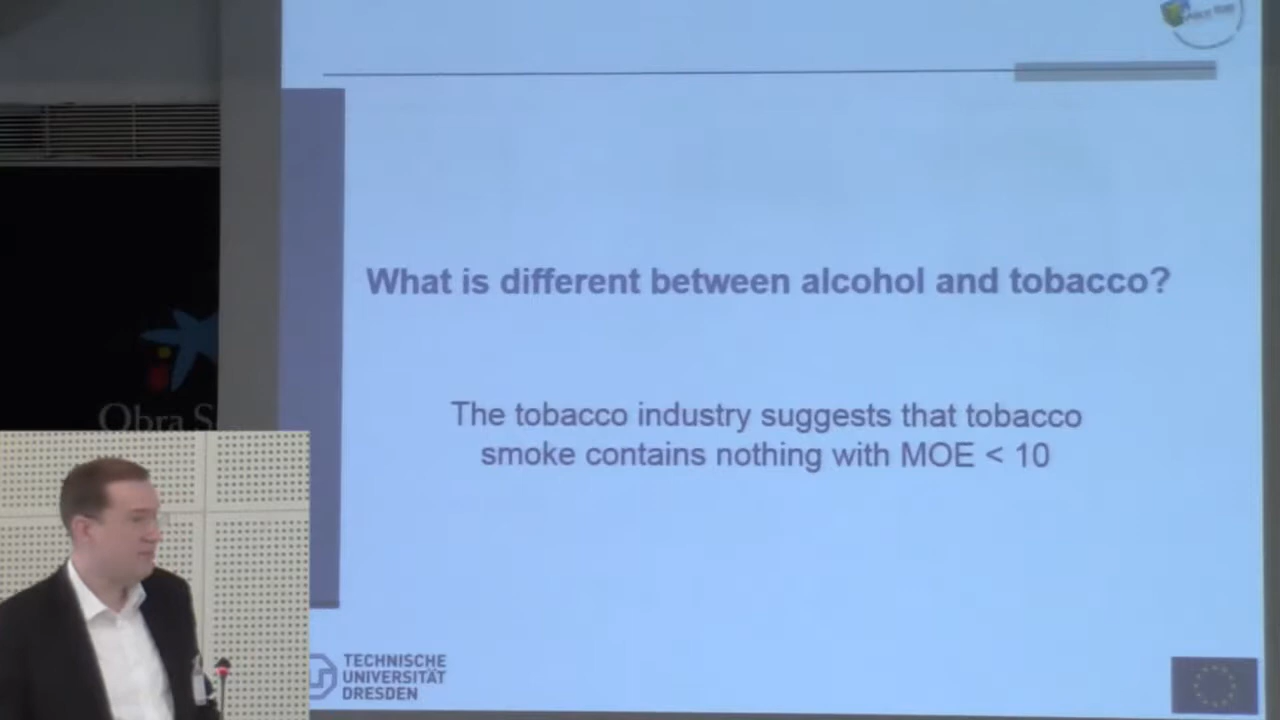 What is different between alcohol and tobacco?
The tobacco industry suggests that tobacco
smoke contains nothing with MOE < 10
Obra S
TECHNISCHE
UNIVERSITÄT
DRESDEN